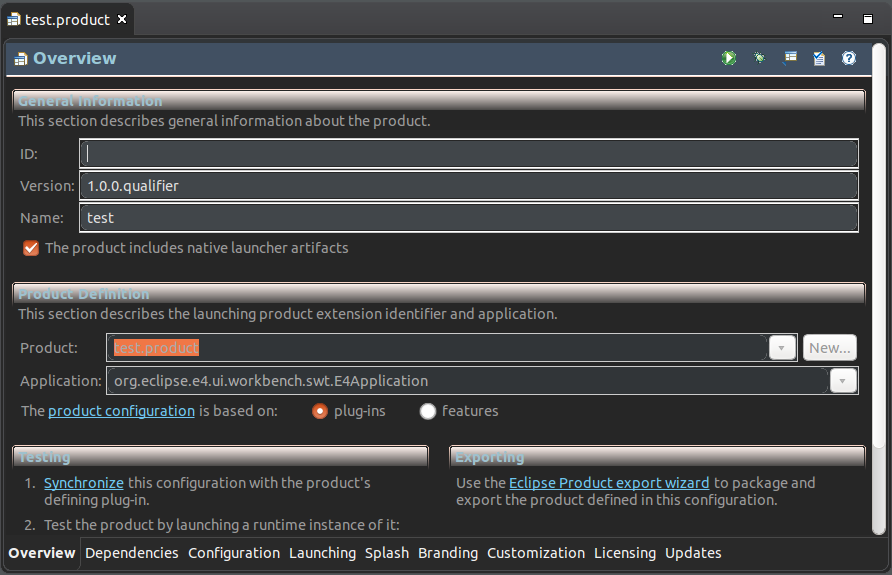 test.product
Overview
General Information
This section describes general information about the product.
ID:
Version: 1.0.0.qualifier
Name: test
The product includes native launcher artifacts
Product Definition
This section describes the launching product extension identifier and application.
Product: test.product New...
Application: org.eclipse.e4.ui.workbench.swt.E4Application
The product configuration is based on: plug-ins features
Testing
1. Synchronize this configuration with the product's
defining plug-in.
2. Test the product by launching a runtime instance of it:
Exporting
Use the Eclipse Product export wizard to package and
export the product defined in this configuration.
Overview Dependencies Configuration Launching Splash Branding Customization Licensing Updates